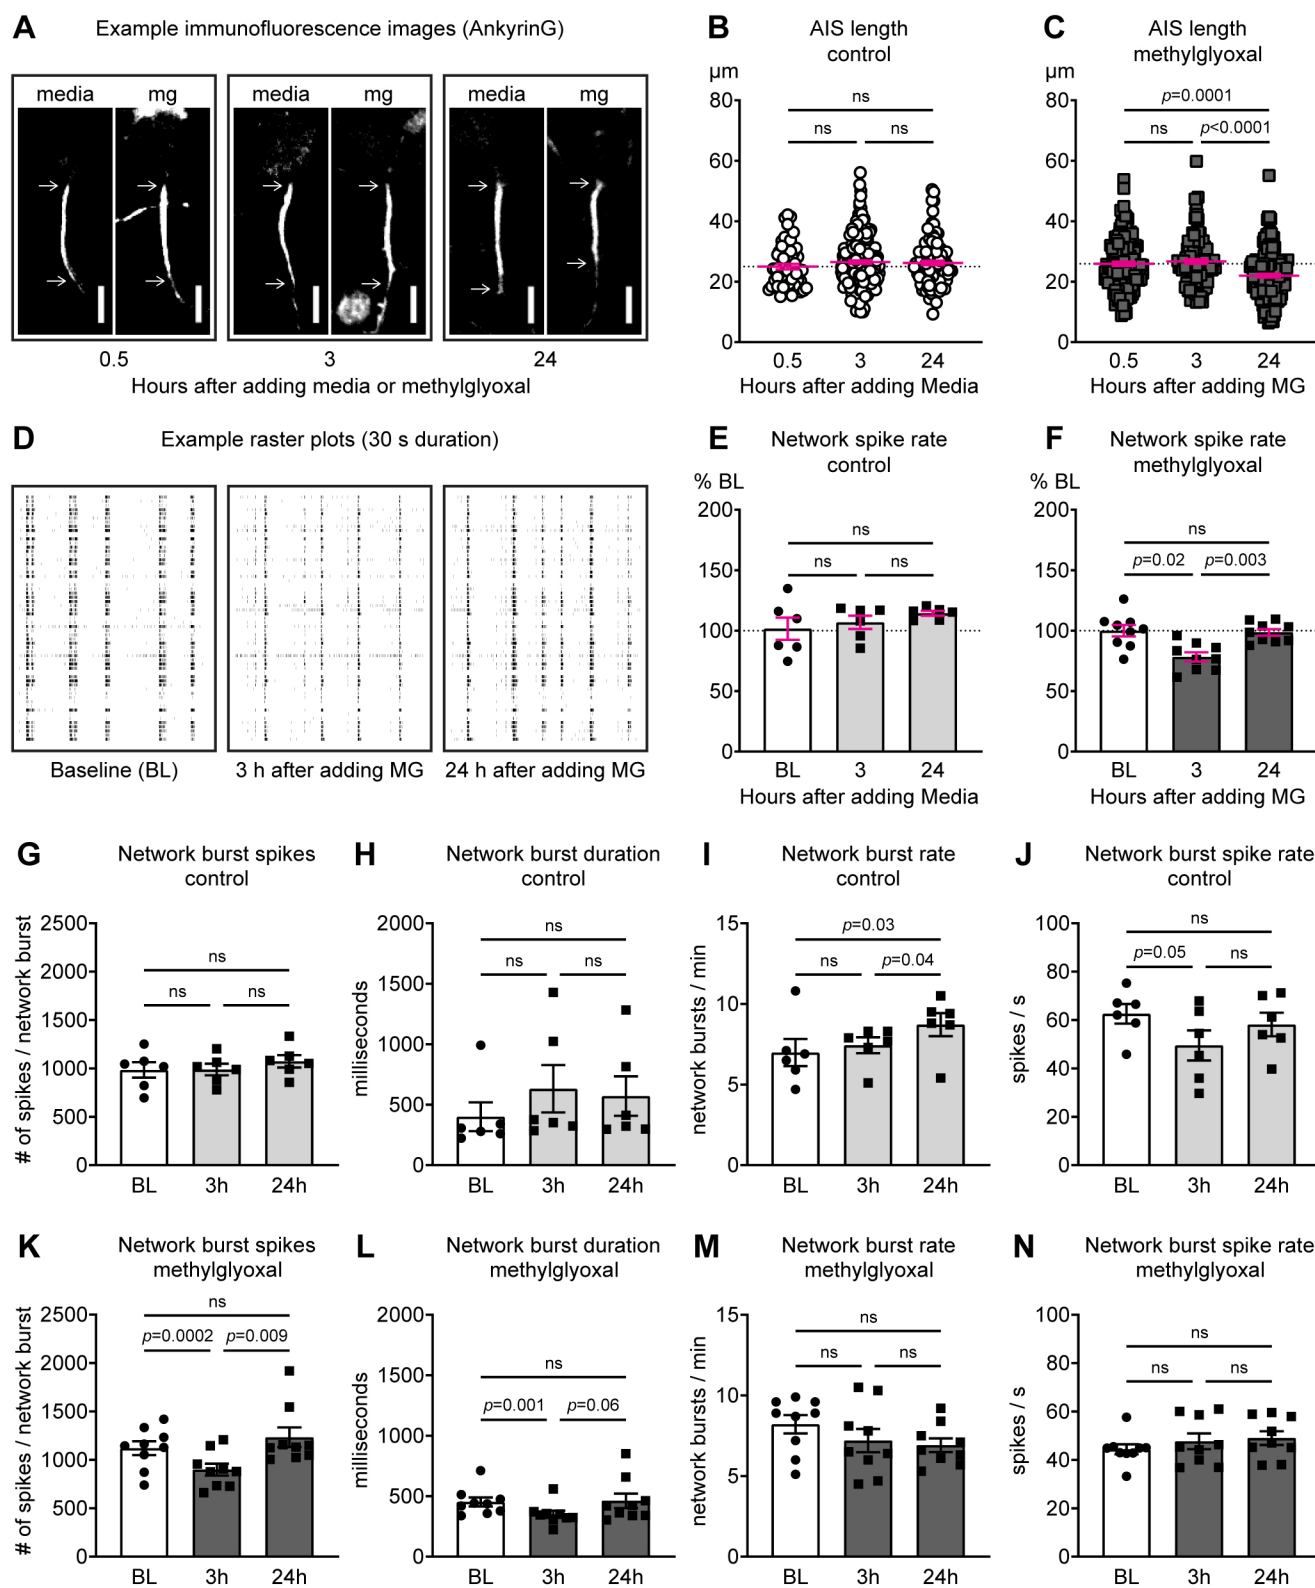 A
Example immunofluorescence images (AnkyrinG)
media
mg
media
mg
media
mg
0.5
3
24
Hours after adding media or methylglyoxal
B
AIS length
control
µm
80
60
40
20
0
ns
ns
ns
0.5
3
24
Hours after adding Media
C
AIS length
methylglyoxal
µm
80
60
40
20
0
p=0.0001
ns
p<0.0001
0.5
3
24
Hours after adding MG
D
Example raster plots (30 s duration)
Baseline (BL)
3 h after adding MG
24 h after adding MG
E
Network spike rate
control
% BL
200
150
100
50
0
ns
ns
ns
BL
3
24
Hours after adding Media
F
Network spike rate
methylglyoxal
% BL
200
150
100
50
0
ns
p=0.02
p=0.003
BL
3
24
Hours after adding MG
G
Network burst spikes
control
# of spikes / network burst
2500
2000
1500
1000
500
0
ns
ns
ns
BL
3h
24h
H
Network burst duration
control
milliseconds
2000
1500
1000
500
0
ns
ns
ns
BL
3h
24h
I
Network burst rate
control
network bursts / min
15
10
5
0
p=0.03
ns
p=0.04
BL
3h
24h
J
Network burst spike rate
control
spikes / s
100
80
60
40
20
0
ns
p=0.05
ns
BL
3h
24h
K
Network burst spikes
methylglyoxal
# of spikes / network burst
2500
2000
1500
1000
500
0
ns
p=0.0002
p=0.009
BL
3h
24h
L
Network burst duration
methylglyoxal
milliseconds
2000
1500
1000
500
0
ns
p=0.001
p=0.06
BL
3h
24h
M
Network burst rate
methylglyoxal
network bursts / min
15
10
5
0
ns
ns
ns
BL
3h
24h
N
Network burst spike rate
methylglyoxal
spikes / s
100
80
60
40
20
0
ns
ns
ns
BL
3h
24h